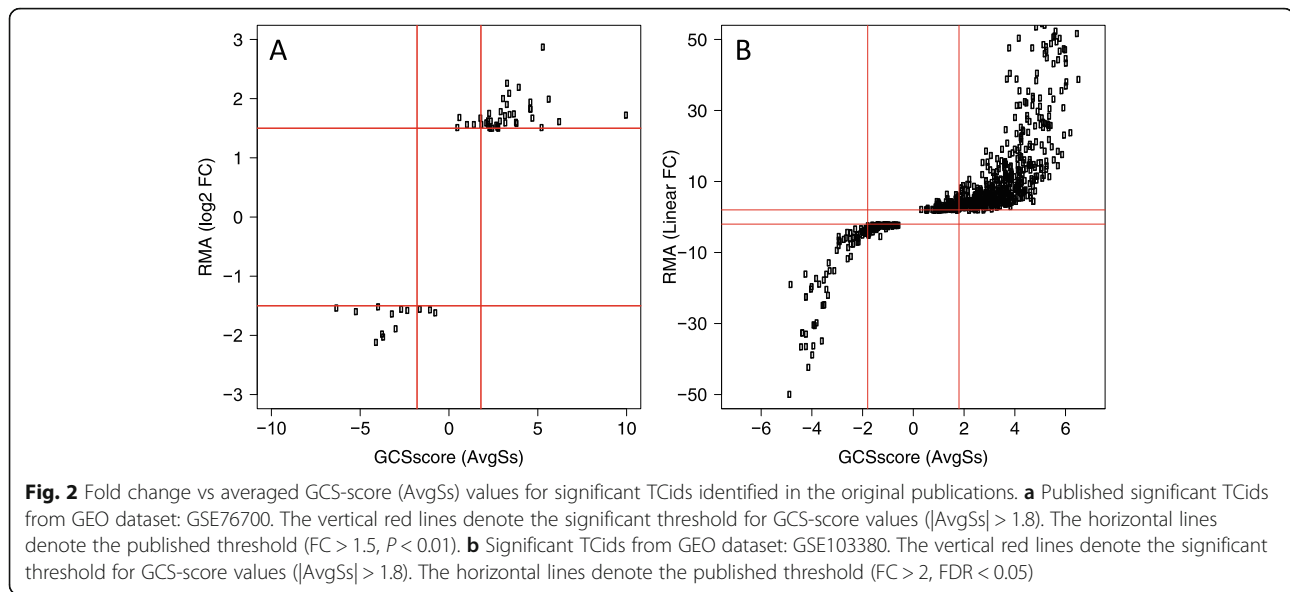 A
3
2
1
0
−1
−2
−3
RMA (log2 FC)
−10
−5
0
5
10
GCSscore (AvgSs)
B
50
30
10
−10
−30
−50
RMA (Linear FC)
−6
−4
−2
0
2
4
6
GCSscore (AvgSs)
Fig. 2 Fold change vs averaged GCS-score (AvgSs) values for significant TCids identified in the original publications. a Published significant TCids
from GEO dataset: GSE76700. The vertical red lines denote the significant threshold for GCS-score values (|AvgSs| > 1.8). The horizontal lines
denote the published threshold (FC > 1.5, P < 0.01). b Significant TCids from GEO dataset: GSE103380. The vertical red lines denote the significant
threshold for GCS-score values (|AvgSs| > 1.8). The horizontal lines denote the published threshold (FC > 2, FDR < 0.05)